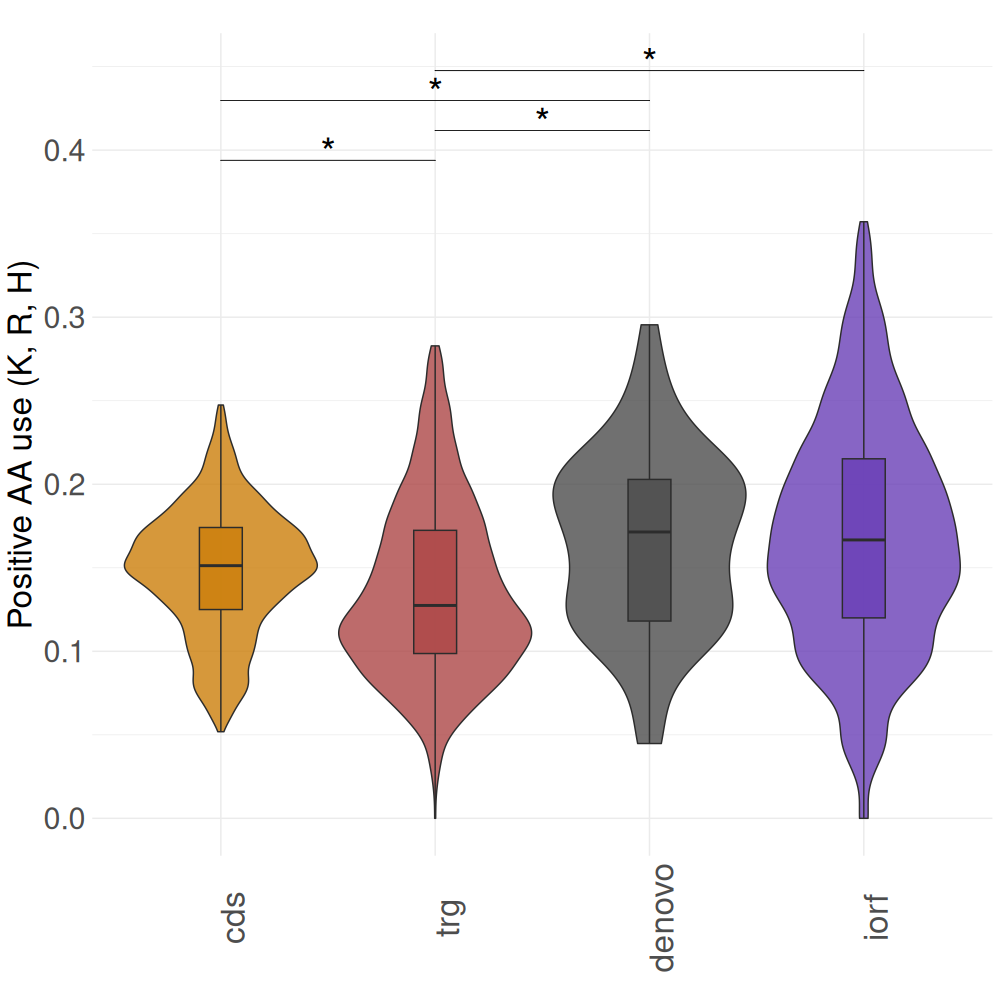 *
*
*
*
0.4
0.3
0.2
0.1
0.0
Positive AA use (K, R, H)
cds
trg
denovo
iorf